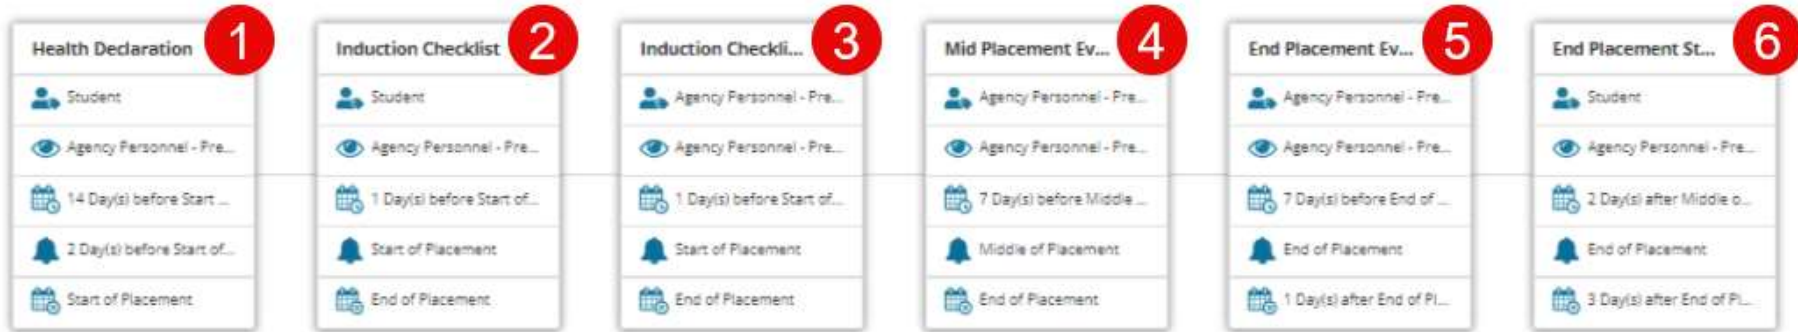 Health Declaration
1
Student
Agency Personnel - Pre...
14 Day(s) before Start ...
2 Day(s) before Start of...
Start of Placement
Induction Checklist
2
Student
Agency Personnel - Pre...
1 Day(s) before Start of...
Start of Placement
End of Placement
Induction Checkli...
3
Agency Personnel - Pre...
Agency Personnel - Pre...
1 Day(s) before Start of...
Start of Placement
End of Placement
Mid Placement Ev...
4
Agency Personnel - Pre...
Agency Personnel - Pre...
7 Day(s) before Middle ...
Middle of Placement
End of Placement
End Placement Ev...
5
Agency Personnel - Pre...
Agency Personnel - Pre...
7 Day(s) before End of ...
End of Placement
1 Day(s) after End of Pl...
End Placement St...
6
Student
Agency Personnel - Pre...
2 Day(s) after Middle o...
End of Placement
3 Day(s) after End of Pl...